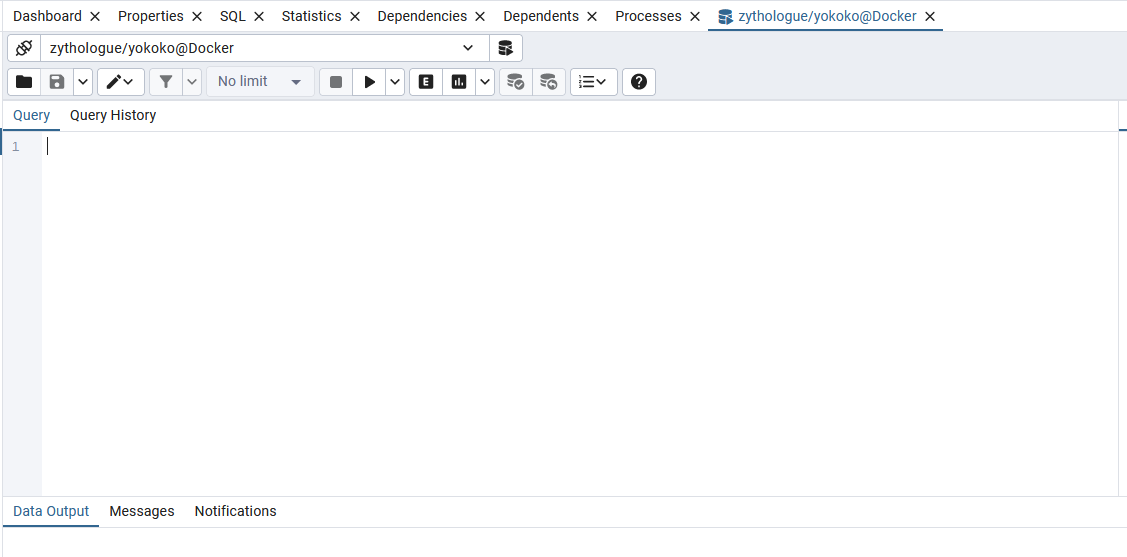 Dashboard Properties SQL Statistics Dependencies Dependents Processes zythologue/yokoko@Docker
zythologue/yokoko@Docker
No limit E
Query Query History
1
Data Output Messages Notifications